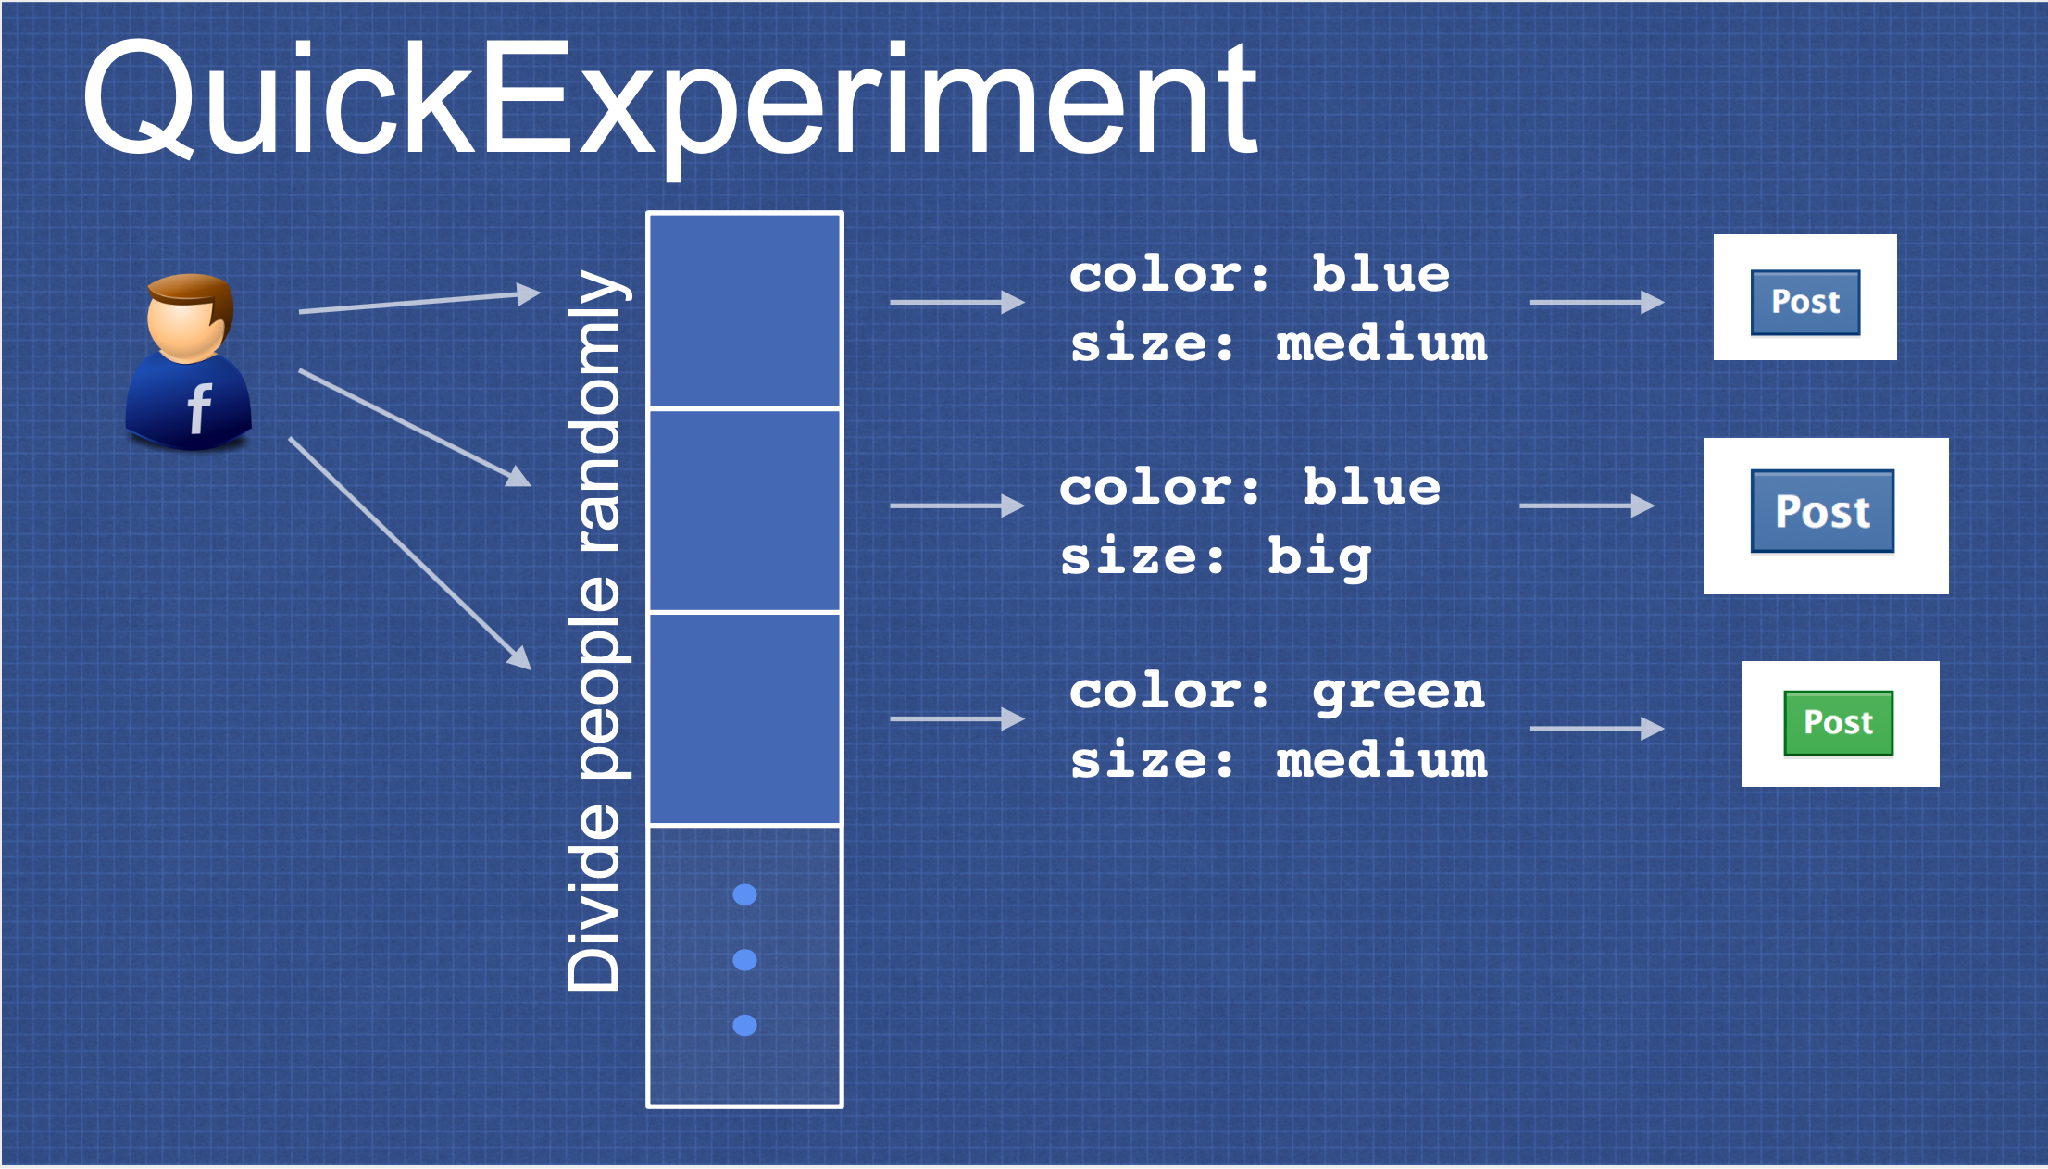 QuickExperiment
f
Divide people randomly
color: blue
size: medium
Post
color: blue
size: big
Post
color: green
size: medium
Post